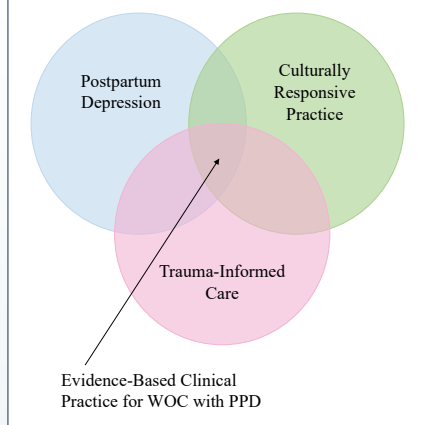 Postpartum
Depression
Culturally
Responsive
Practice
Trauma-Informed
Care
Evidence-Based Clinical
Practice for WOC with PPD